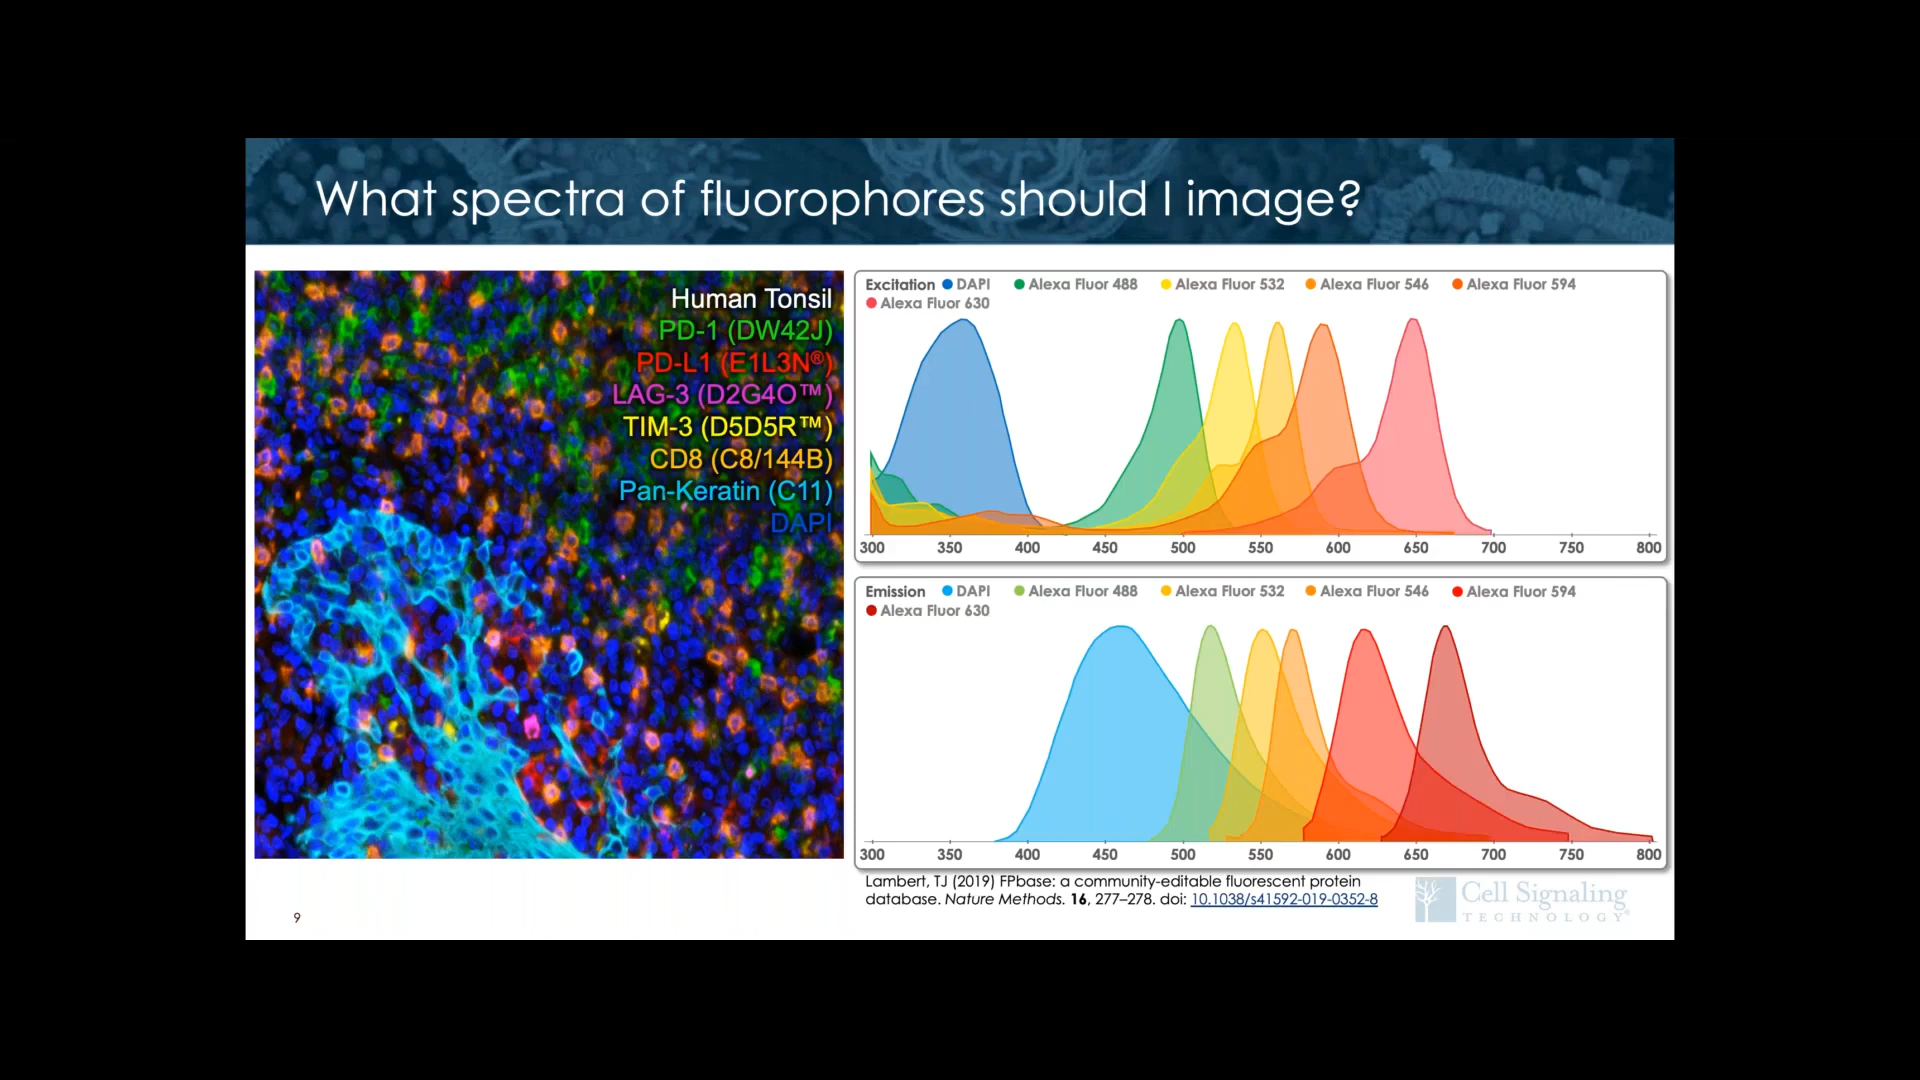 What spectra of fluorophores should I image?
Human Tonsil
PD-1 (DW42J)
PD-L1 (E1L3N®)
LAG-3 (D2G4O™)
TIM-3 (D5D5R™)
CD8 (C8/144B)
Pan-Keratin (C11)
DAPI
Excitation DAPI Alexa Fluor 488 Alexa Fluor 532 Alexa Fluor 546 Alexa Fluor 594
Alexa Fluor 630
300 350 400 450 500 550 600 650 700 750 800
Emission DAPI Alexa Fluor 488 Alexa Fluor 532 Alexa Fluor 546 Alexa Fluor 594
Alexa Fluor 630
300 350 400 450 500 550 600 650 700 750 800
Lambert, TJ (2019) FPbase: a community-editable fluorescent protein
database. Nature Methods. 16, 277–278. doi: 10.1038/s41592-019-0352-8
Cell Signaling
TECHNOLOGY®
9